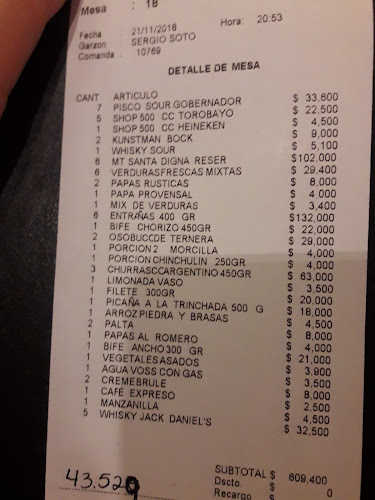 Mesa : 18
Hora: 20:53
Fecha : 21/11/2018
Garzon : SERGIO SOTO
Comanda : 10769
DETALLE DE MESA
CANT ARTICULO
7 PISCO SOUR GOBERNADOR $ 33,600
5 SHOP 500 CC TOROBAYO $ 22,500
1 SHOP 500 CC HEINEKEN $ 4,500
2 KUNSTMAN BOCK $ 9,000
1 WHISKY SOUR $ 5,100
6 MT SANTA DIGNA RESER $102,000
6 VERDURASFRESCAS MIXTAS $ 29,400
2 PAPAS RUSTICAS $ 8,000
1 PAPA PROVENSAL $ 4,000
1 MIX DE VERDURAS $ 3,400
6 ENTRAÑAS 400 GR $132,000
1 BIFE CHORIZO 450GR $ 22,000
2 OSOBUCCDE TERNERA $ 29,000
1 PORCION 2 MORCILLA $ 4,000
1 PORCION CHINCHULIN 250GR $ 4,000
3 CHURRASCCARGENTINO 450GR $ 63,000
1 LIMONADA VASO $ 3,500
1 FILETE 300GR $ 20,000
1 PICAÑA A LA TRINCHADA 500 G $ 18,000
1 ARROZ PIEDRA Y BRASAS $ 4,500
2 PALTA $ 8,000
1 PAPAS AL ROMERO $ 4,000
1 BIFE ANCHO 300 GR $ 21,000
1 VEGETALES ASADOS $ 3,900
1 AGUA VOSS CON GAS $ 3,500
2 CREMEBRULE $ 8,000
1 CAFÉ EXPRESO $ 2,500
1 MANZANILLA $ 4,500
5 WHISKY JACK DANIEL'S $ 32,500
SUBTOTAL $ 609,400
Dscto. $ 0
Recargo $
43.529